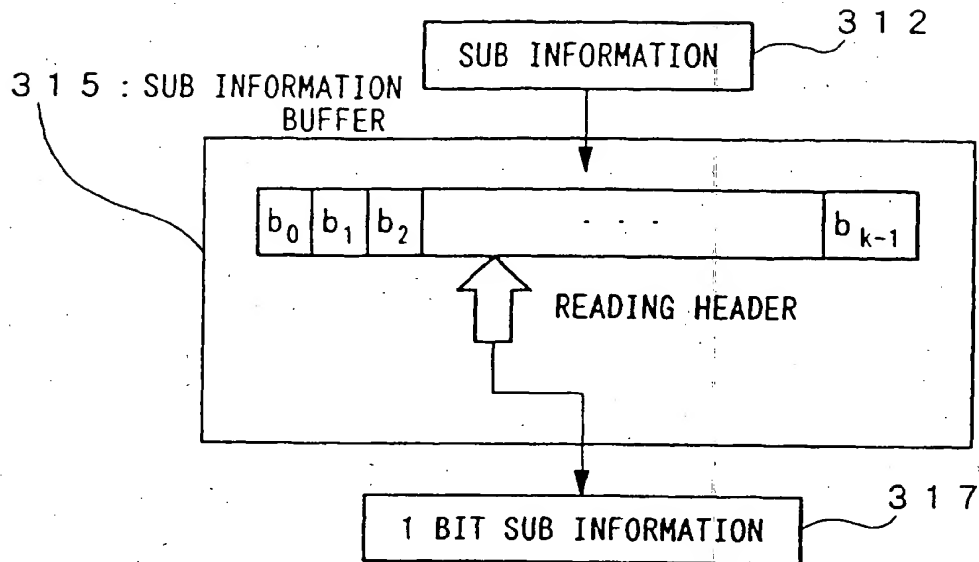 SUB INFORMATION
3 1 2
3 1 5 : SUB INFORMATION
BUFFER
b0 b1 b2 - - - bk-1
READING HEADER
1 BIT SUB INFORMATION
3 1 7